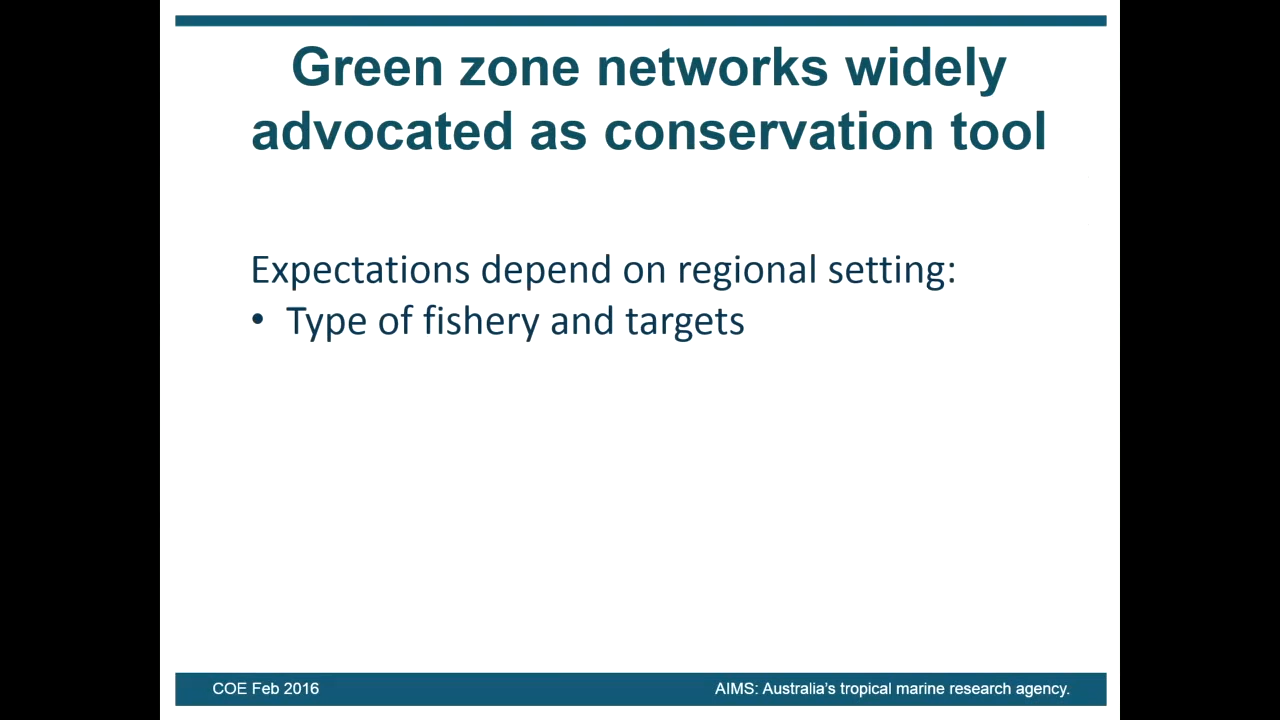 Green zone networks widely
advocated as conservation tool
Expectations depend on regional setting:
• Type of fishery and targets
COE Feb 2016
AIMS: Australia's tropical marine research agency.